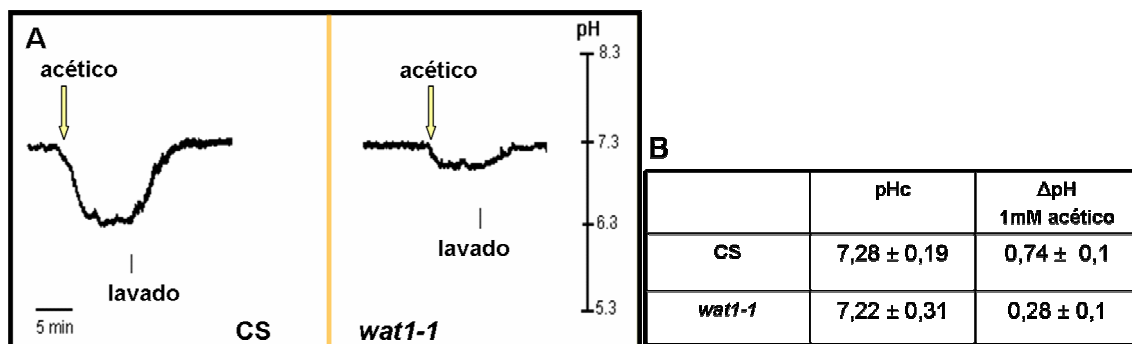 A
acético
lavado
5 min
CS
acético
lavado
wat1-1
pH
8.3
7.3
6.3
5.3
B
pHc ΔpH
1mM acético
CS 7,28 ± 0,19 0,74 ± 0,1
wat1-1 7,22 ± 0,31 0,28 ± 0,1